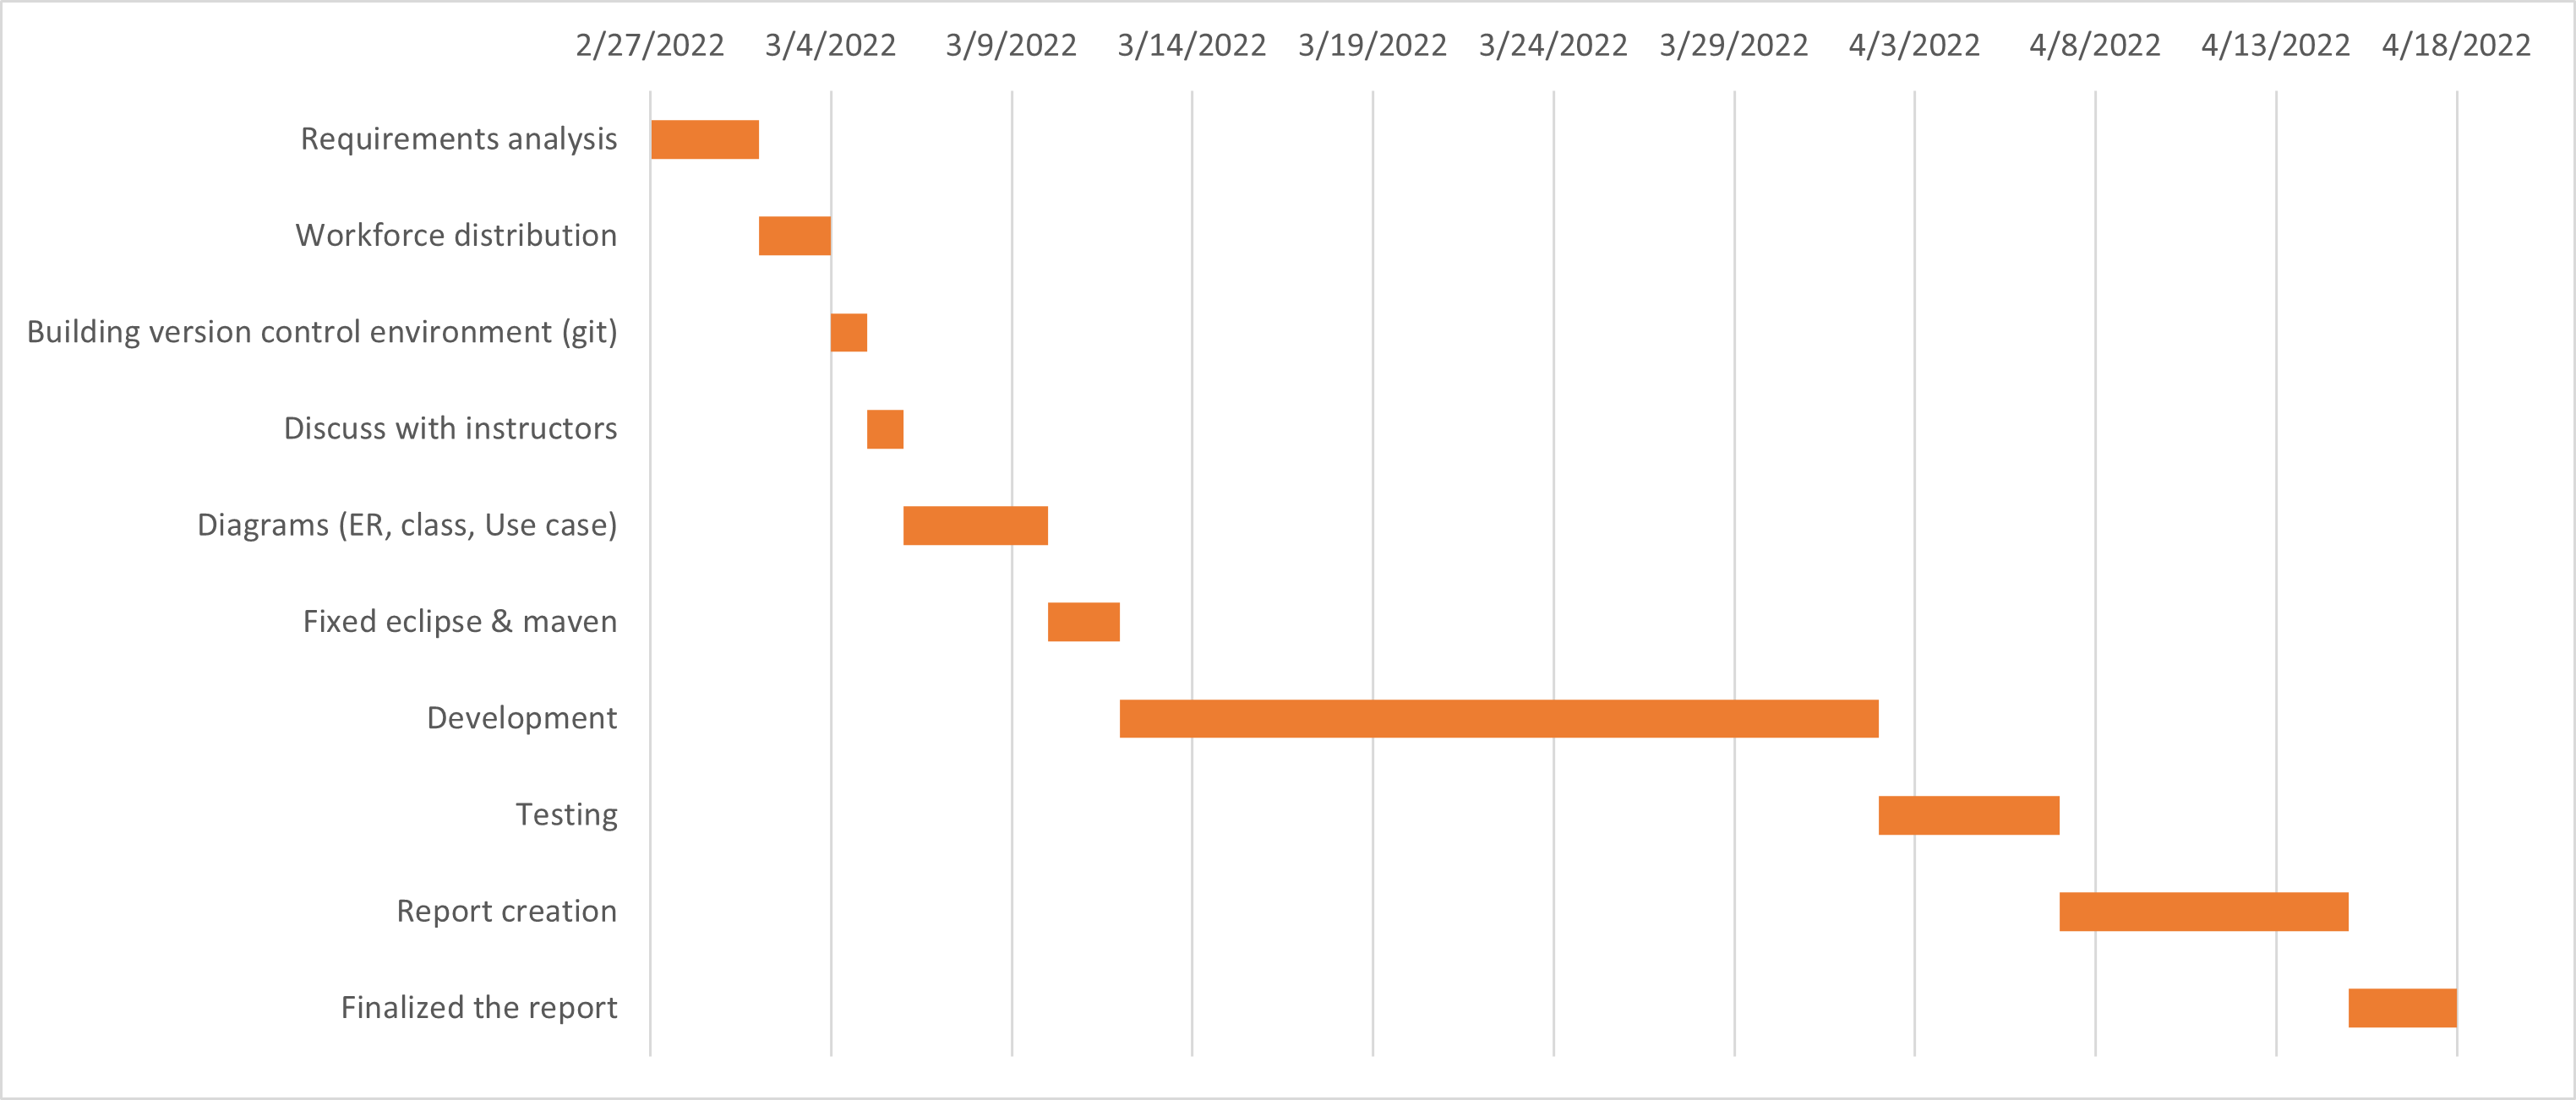 2/27/2022 3/4/2022 3/9/2022 3/14/2022 3/19/2022 3/24/2022 3/29/2022 4/3/2022 4/8/2022 4/13/2022 4/18/2022
Requirements analysis
Workforce distribution
Building version control environment (git)
Discuss with instructors
Diagrams (ER, class, Use case)
Fixed eclipse & maven
Development
Testing
Report creation
Finalized the report